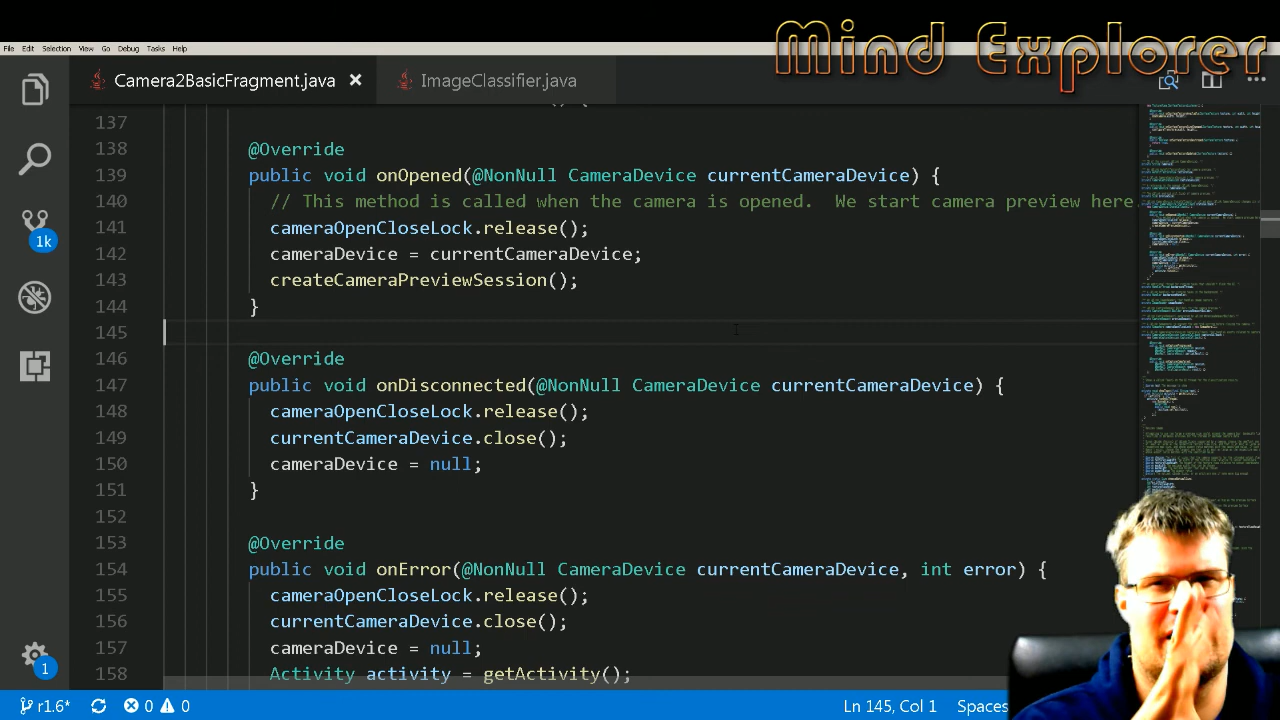 Mind Explorer
File Edit Selection View Go Debug Tasks Help
Camera2BasicFragment.java ImageClassifier.java
137
138 @Override
139 public void onOpened(@NonNull CameraDevice currentCameraDevice) {
140 // This method is called when the camera is opened.  We start camera preview here.
141 cameraOpenCloseLock.release();
142 cameraDevice = currentCameraDevice;
143 createCameraPreviewSession();
144 }
145
146 @Override
147 public void onDisconnected(@NonNull CameraDevice currentCameraDevice) {
148 cameraOpenCloseLock.release();
149 currentCameraDevice.close();
150 cameraDevice = null;
151 }
152
153 @Override
154 public void onError(@NonNull CameraDevice currentCameraDevice, int error) {
155 cameraOpenCloseLock.release();
156 currentCameraDevice.close();
157 cameraDevice = null;
158 Activity activity = getActivity();
1k
1
r1.6* 0 0 Ln 145, Col 1 Spaces